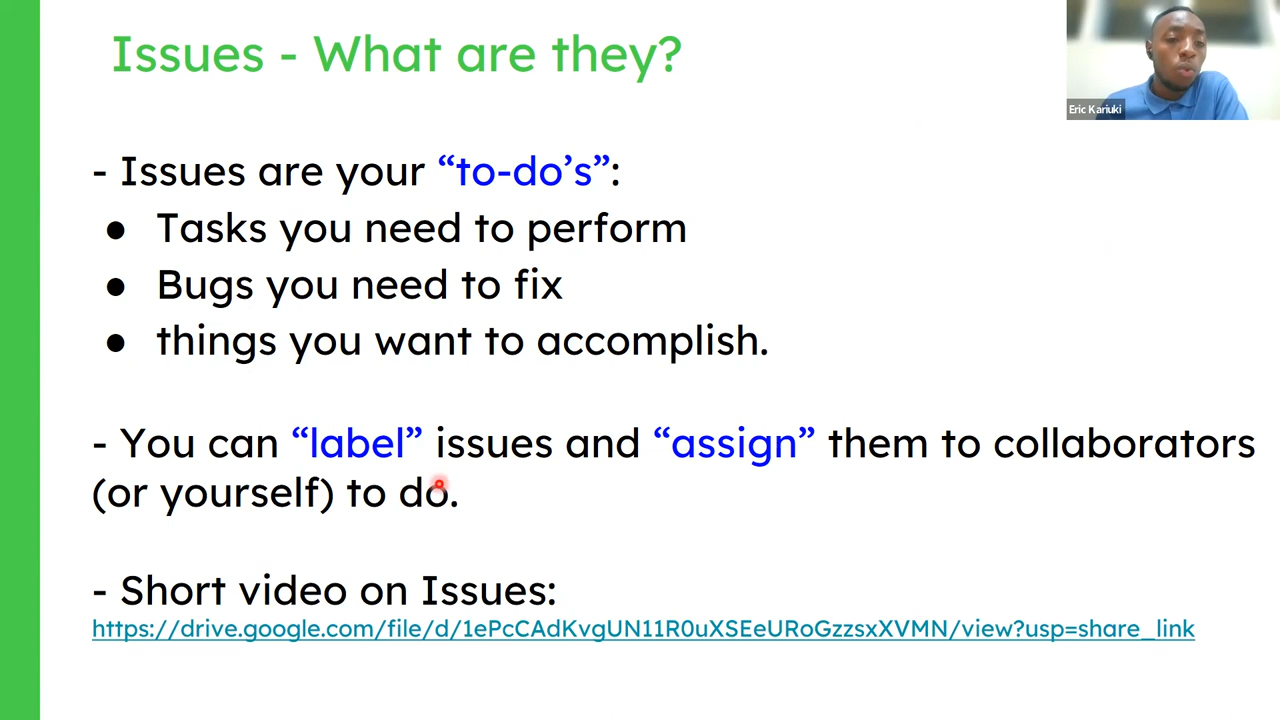 Issues - What are they?
Eric Kariuki
- Issues are your “to-do’s”:
● Tasks you need to perform
● Bugs you need to fix
● things you want to accomplish.
- You can “label” issues and “assign” them to collaborators
(or yourself) to do.
- Short video on Issues:
https://drive.google.com/file/d/1ePcCAdKvgUN11R0uXSEeURoGzzsxXVMN/view?usp=share_link